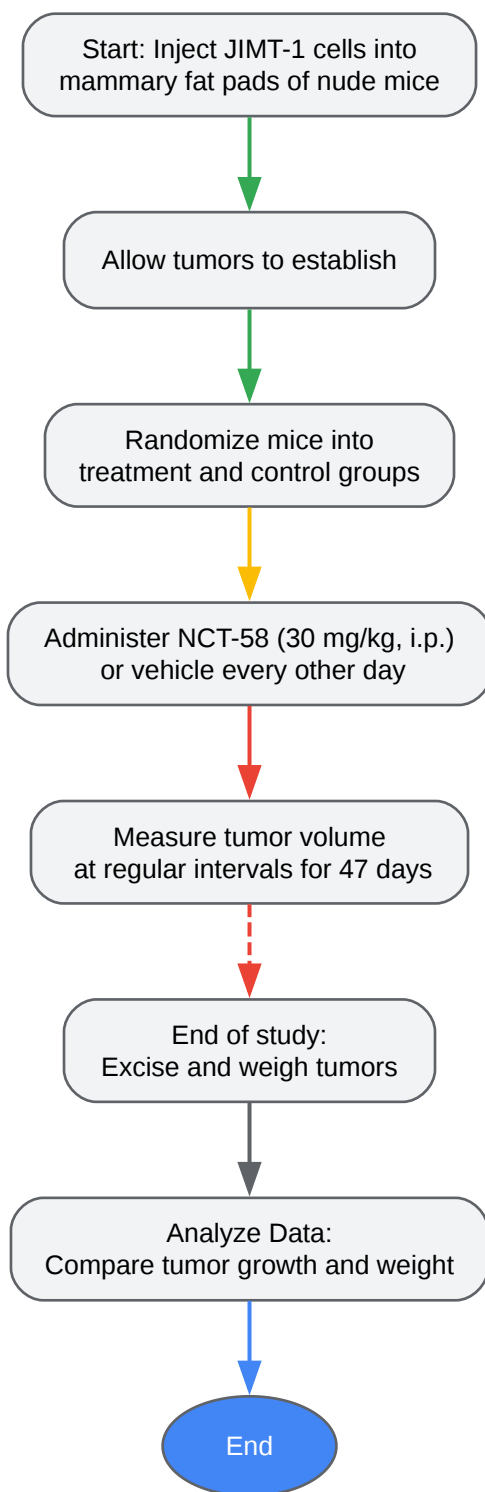 Start: Inject JIMT-1 cells into
mammary fat pads of nude mice
Allow tumors to establish
Randomize mice into
treatment and control groups
Administer NCT-58 (30 mg/kg, i.p.)
or vehicle every other day
Measure tumor volume
at regular intervals for 47 days
End of study:
Excise and weigh tumors
Analyze Data:
Compare tumor growth and weight
End